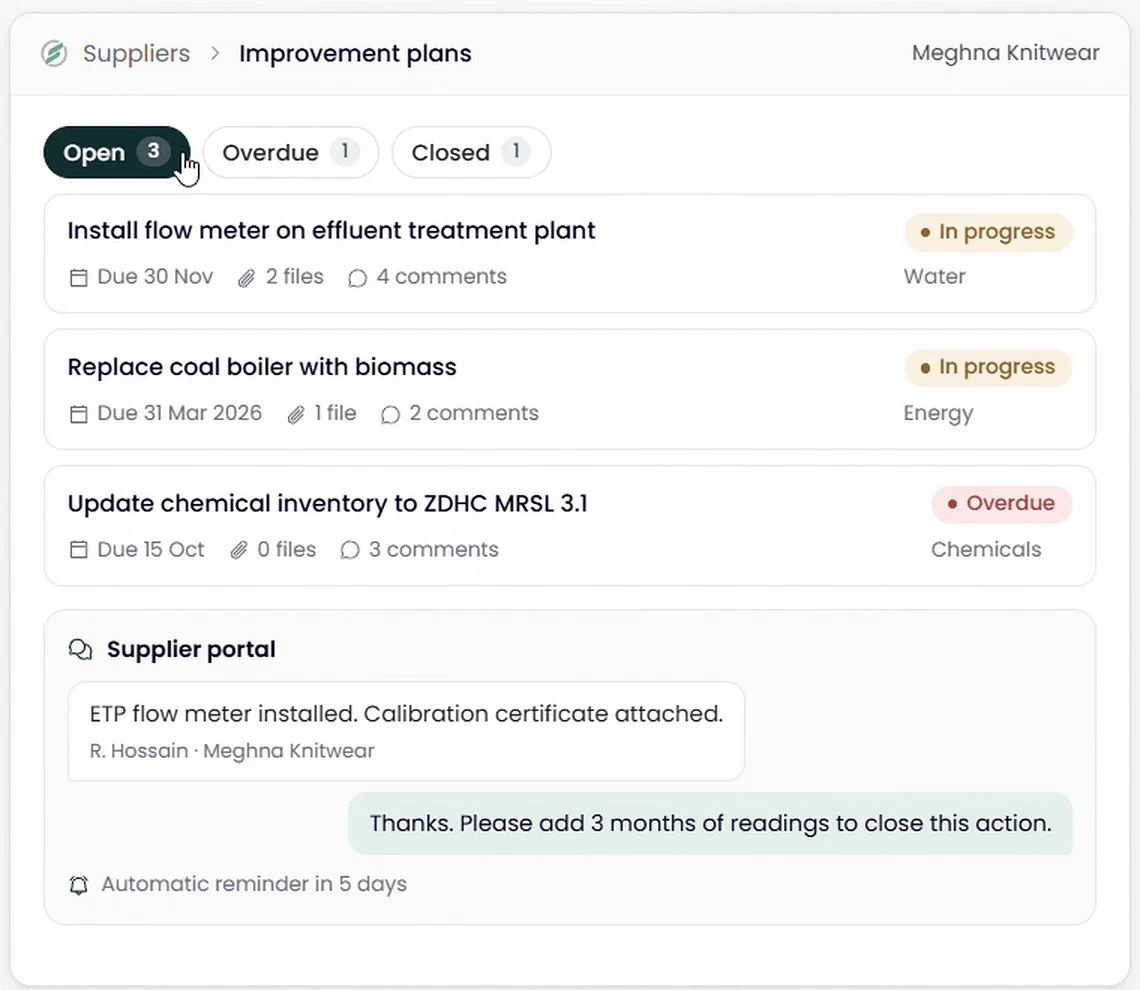 Suppliers > Improvement plans
Meghna Knitwear
Open 3
Overdue 1
Closed 1
Install flow meter on effluent treatment plant
In progress
Due 30 Nov
2 files
4 comments
Water
Replace coal boiler with biomass
In progress
Due 31 Mar 2026
1 file
2 comments
Energy
Update chemical inventory to ZDHC MRSL 3.1
Overdue
Due 15 Oct
0 files
3 comments
Chemicals
Supplier portal
ETP flow meter installed. Calibration certificate attached.
R. Hossain · Meghna Knitwear
Thanks. Please add 3 months of readings to close this action.
Automatic reminder in 5 days